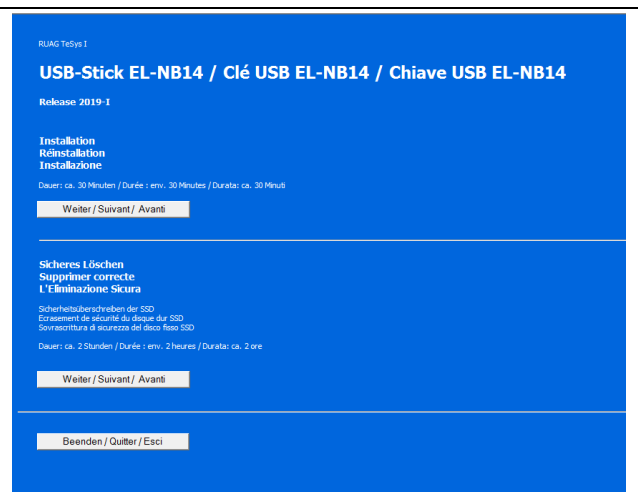 RUAG TeSys I
USB-Stick EL-NB14 / Clé USB EL-NB14 / Chiave USB EL-NB14
Release 2019-I
Installation
Réinstallation
Installazione
Dauer: ca. 30 Minuten / Durée : env. 30 Minutes / Durata: ca. 30 Minuti
Weiter / Suivant / Avanti
Sicheres Löschen
Supprimer correcte
L'Eliminazione Sicura
Sicherheitsüberschreiben der SSD
Ecrasement de sécurité du disque dur SSD
Sovrascrittura di sicurezza del disco fisso SSD
Dauer: ca. 2 Stunden / Durée : env. 2 heures / Durata: ca. 2 ore
Weiter / Suivant / Avanti
Beenden / Quitter / Esci